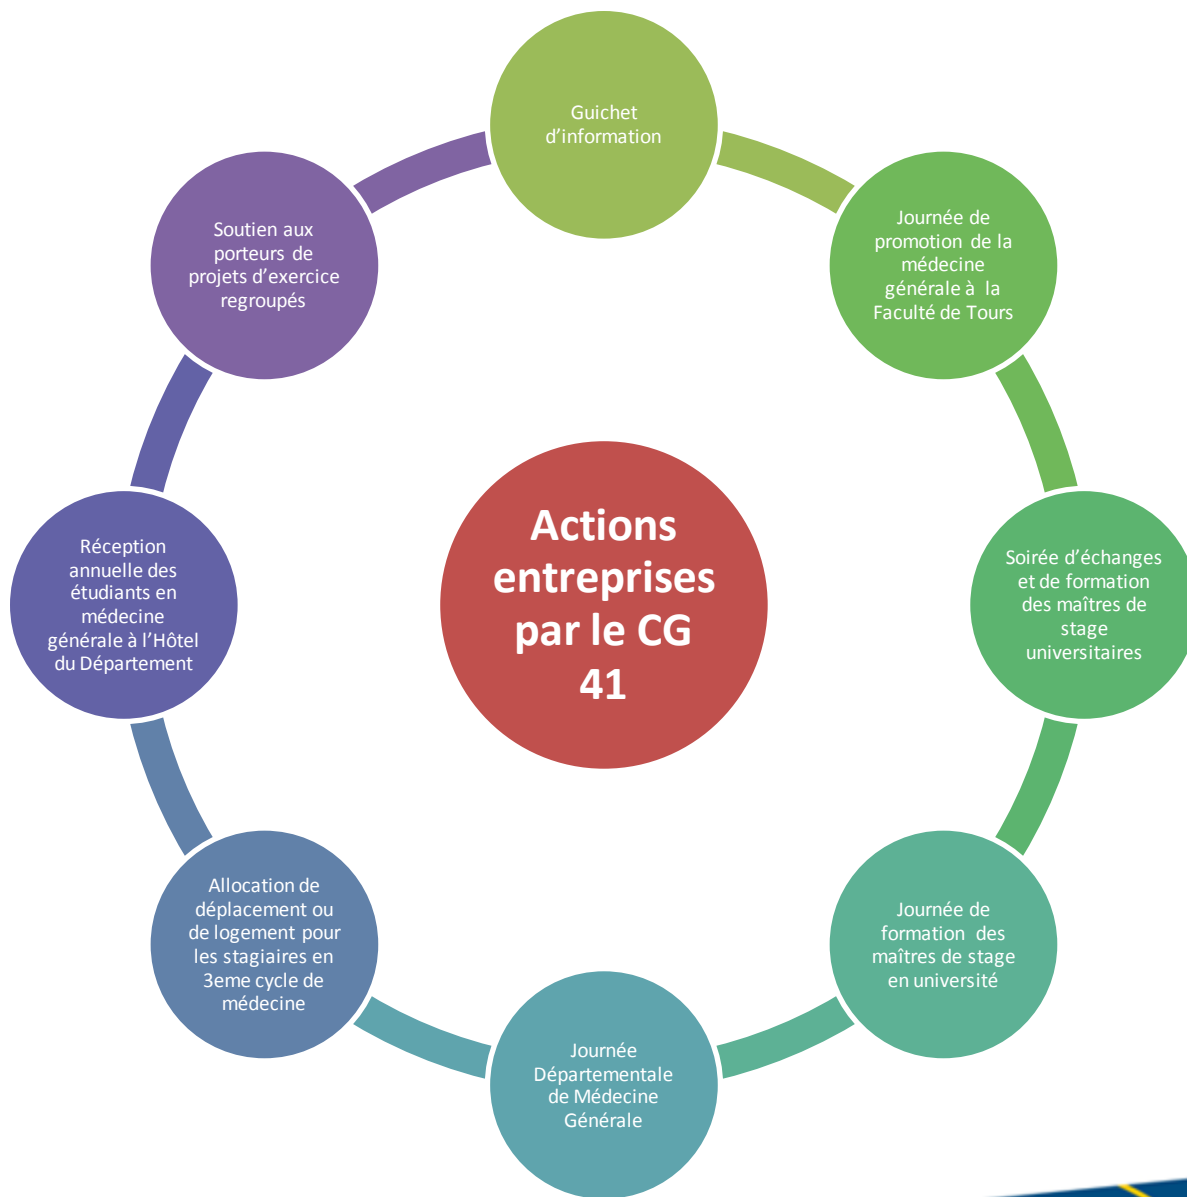 Guichet
d'information
Journée de
promotion de la
médecine
générale à la
Faculté de Tours
Soirée d'échanges
et de formation
des maîtres de
stage
universitaires
Journée de
formation des
maîtres de stage
en université
Journée
Départementale
de Médecine
Générale
Allocation de
déplacement ou
de logement pour
les stagiaires en
3eme cycle de
médecine
Réception
annuelle des
étudiants en
médecine
générale à l'Hôtel
du Département
Soutien aux
porteurs de
projets d'exercice
regroupés
Actions
entreprises
par le CG
41